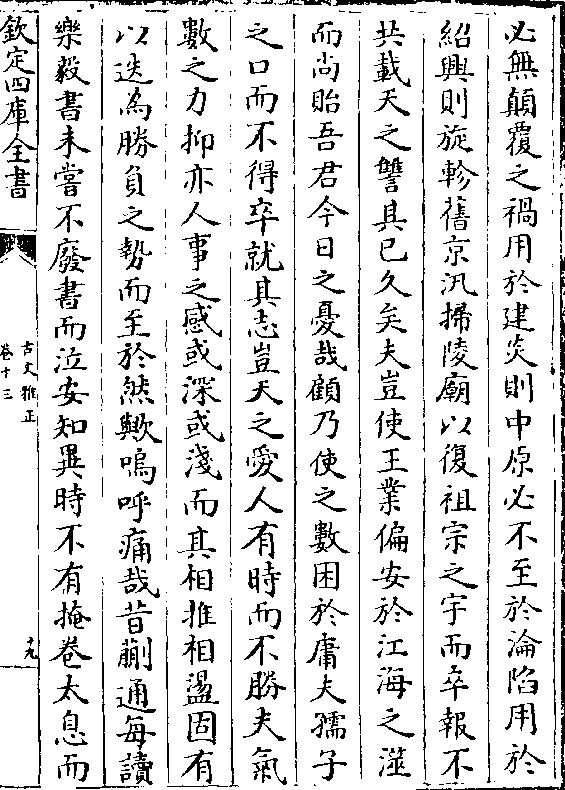 必無顛覆之禍用於建炎則中原必不至於淪陷用於
紹興則旋軫舊京汛掃陵廟以復祖宗之宇而卒報不
共載天之讐其已久矣夫豈使王業偏安於江海之澨
而尚貽吾君今日之憂哉顧乃使之數困於庸夫孺子
之口而不得卒就其志豈天之愛人有時而不勝夫氣
數之力抑亦人事之感或深或淺而其相推相盪固有
以迭為勝負之勢而至於然歟嗚呼痛哉昔蒯通每讀
樂毅書未嘗不廢書而泣安知異時不有掩卷太息而
欽定四庫全書
古文雅正
卷十三
十九